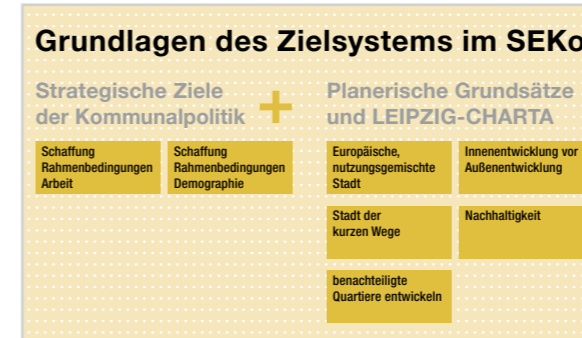 Grundlagen des Zielsystems im SEKo
Strategische Ziele
der Kommunalpolitik
+
Planerische Grundsätze
und LEIPZIG-CHARTA
Schaffung
Rahmenbedingungen
Arbeit
Schaffung
Rahmenbedingungen
Demographie
Europäische,
nutzungsgemischte
Stadt
Innenentwicklung vor
Außenentwicklung
Stadt der
kurzen Wege
Nachhaltigkeit
benachteiligte
Quartiere entwickeln